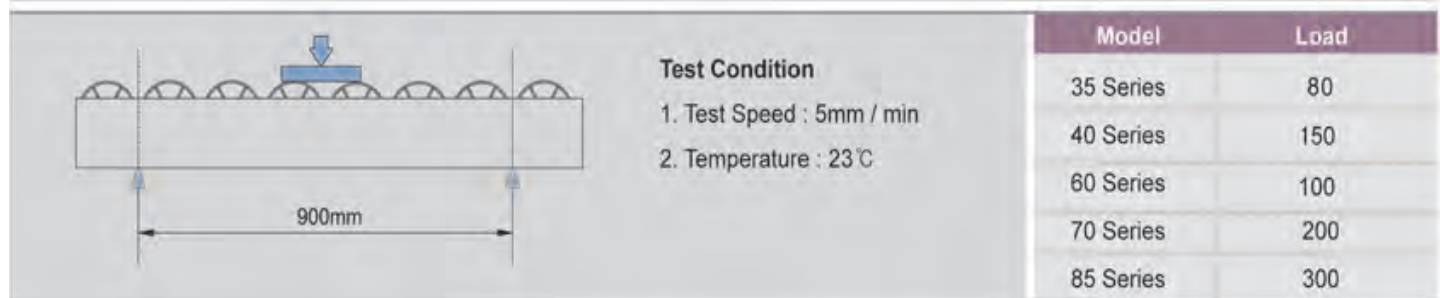 900mm
Test Condition
1. Test Speed : 5mm / min
2. Temperature : 23℃
Model Load
35 Series 80
40 Series 150
60 Series 100
70 Series 200
85 Series 300